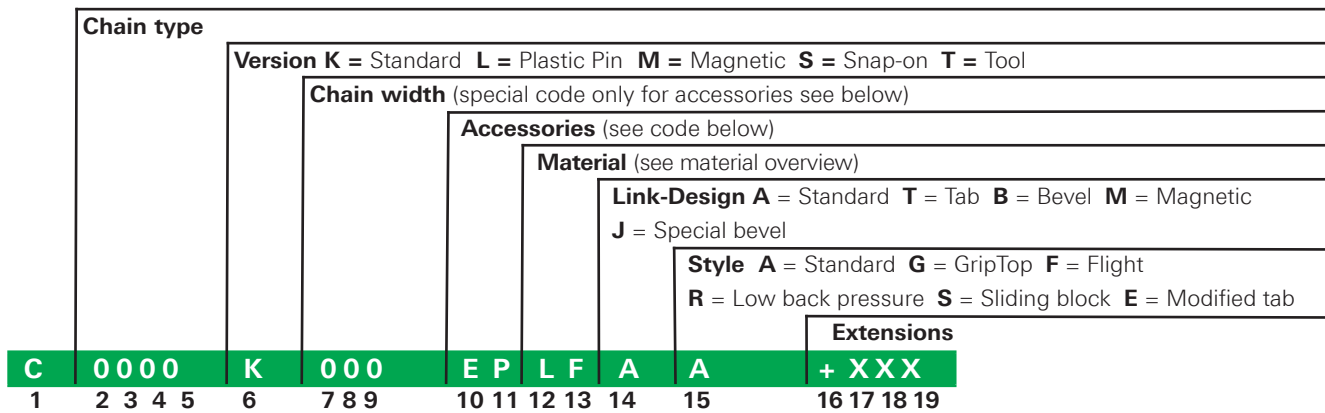 Chain type
Version K = Standard L = Plastic Pin M = Magnetic S = Snap-on T = Tool
Chain width (special code only for accessories see below)
Accessories (see code below)
Material (see material overview)
Link-Design A = Standard T = Tab B = Bevel M = Magnetic
J = Special bevel
Style A = Standard G = GripTop F = Flight
R = Low back pressure S = Sliding block E = Modified tab
Extensions
C 0000 K 000 E P L F A A + X X X
1 2 3 4 5 6 7 8 9 10 11 12 13 14 15 16 17 18 19